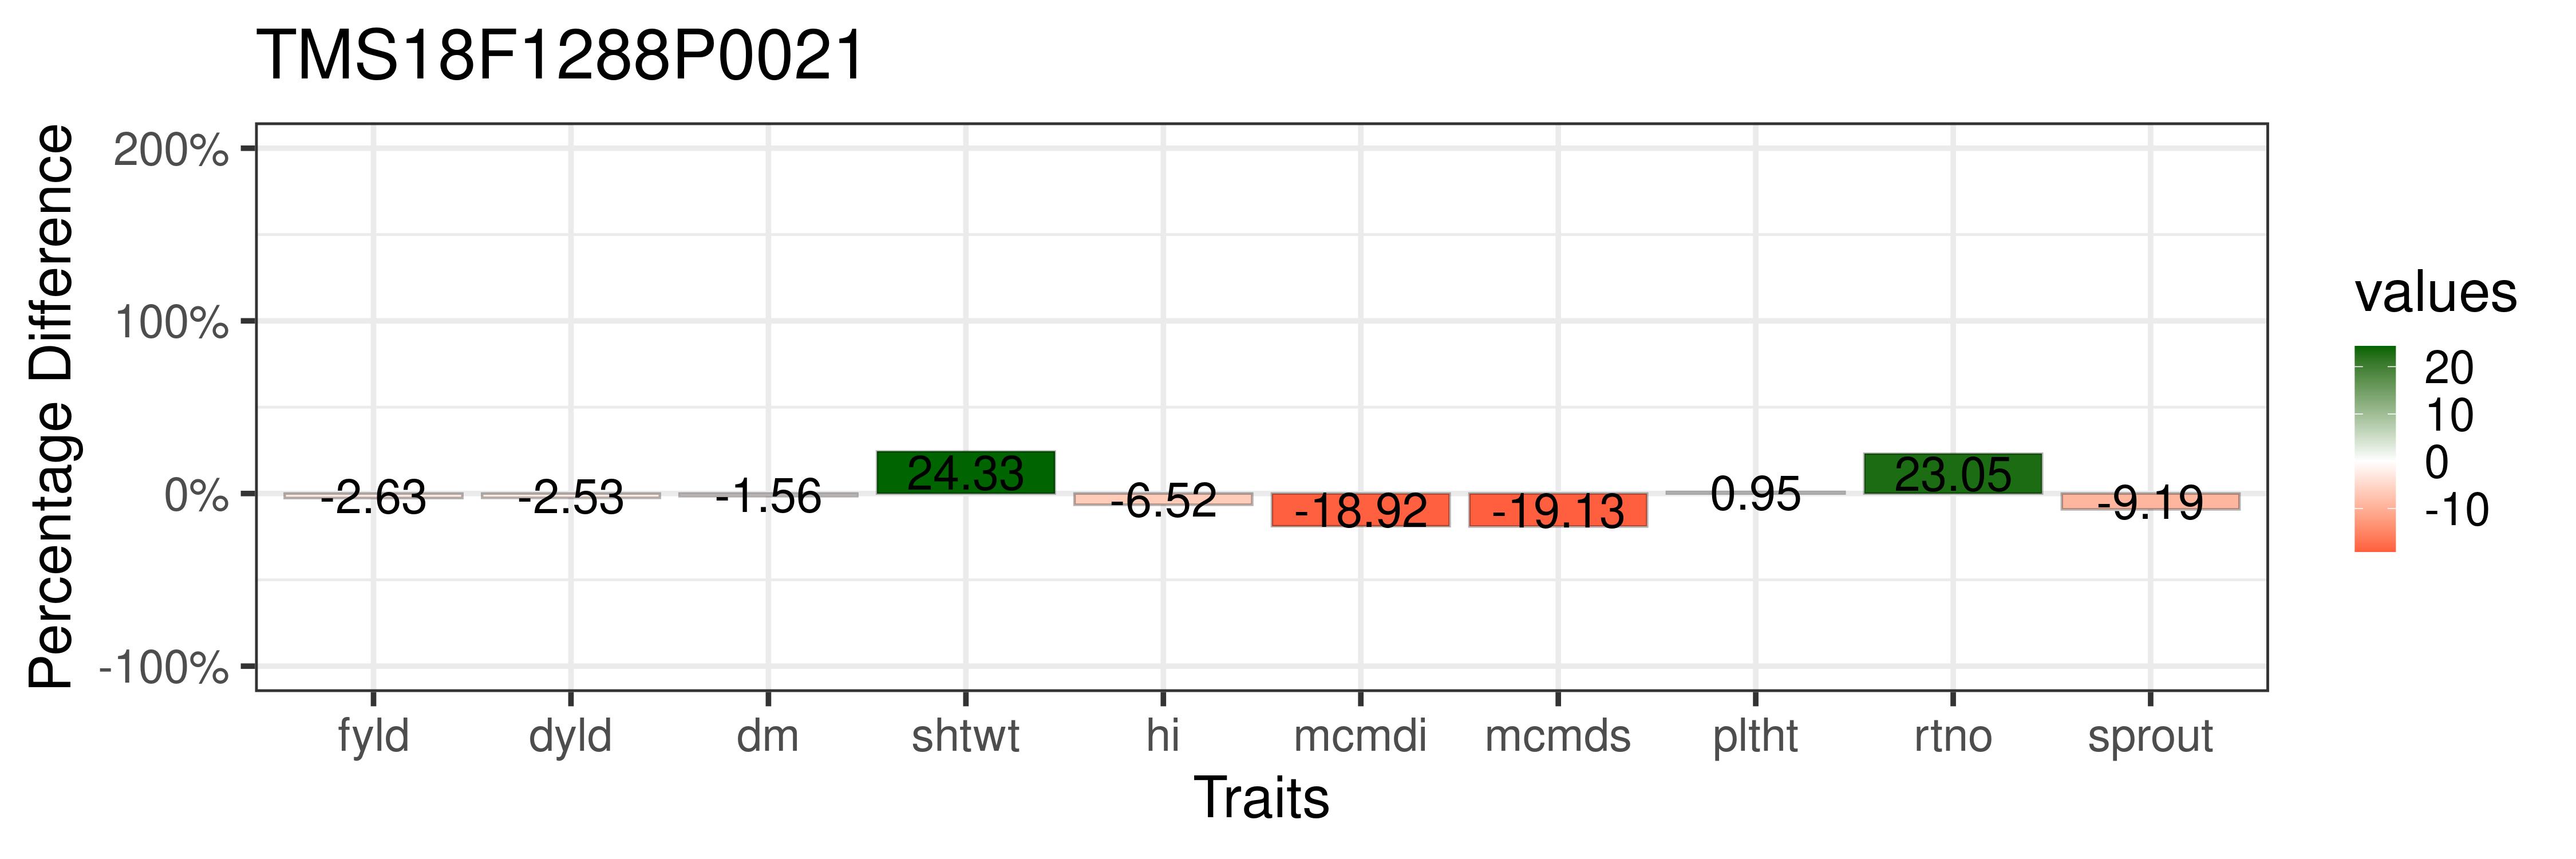 TMS18F1288P0021
Percentage Difference
200%
100%
0%
-100%
-2.63 -2.53 -1.56 24.33 -6.52 -18.92 -19.13 0.95 23.05 -9.19
fyld dyld dm shtwt hi mcmdi mcmds pltht rtno sprout
Traits
values
20
10
0
-10